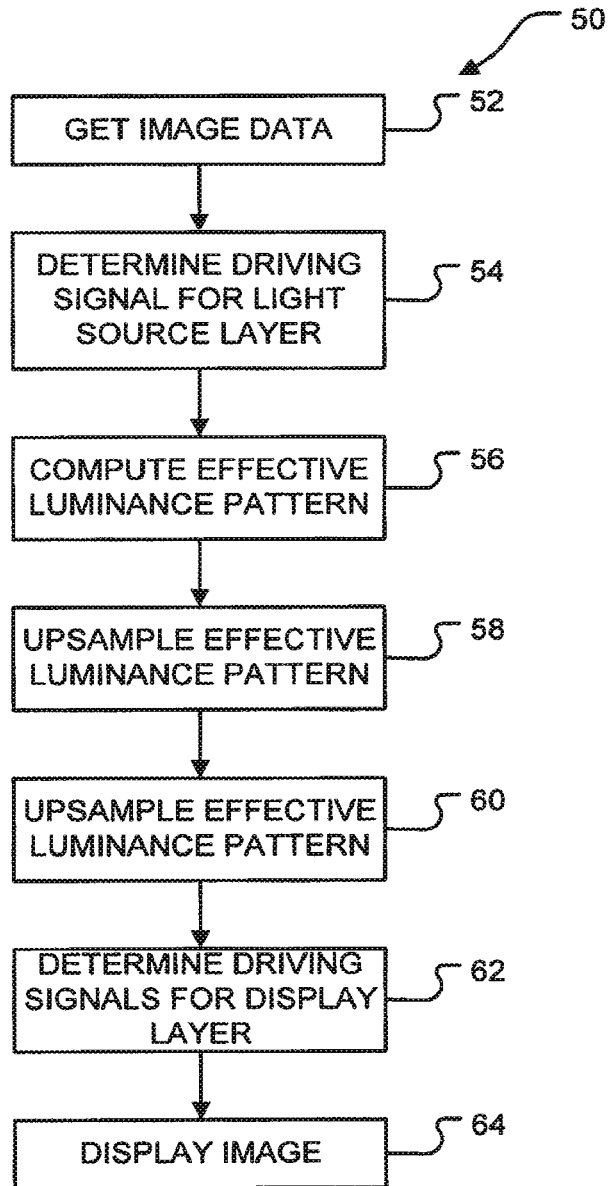 50
GET IMAGE DATA
52
DETERMINE DRIVING
SIGNAL FOR LIGHT
SOURCE LAYER
54
COMPUTE EFFECTIVE
LUMINANCE PATTERN
56
UPSAMPLE EFFECTIVE
LUMINANCE PATTERN
58
UPSAMPLE EFFECTIVE
LUMINANCE PATTERN
60
DETERMINE DRIVING
SIGNALS FOR DISPLAY
LAYER
62
DISPLAY IMAGE
64